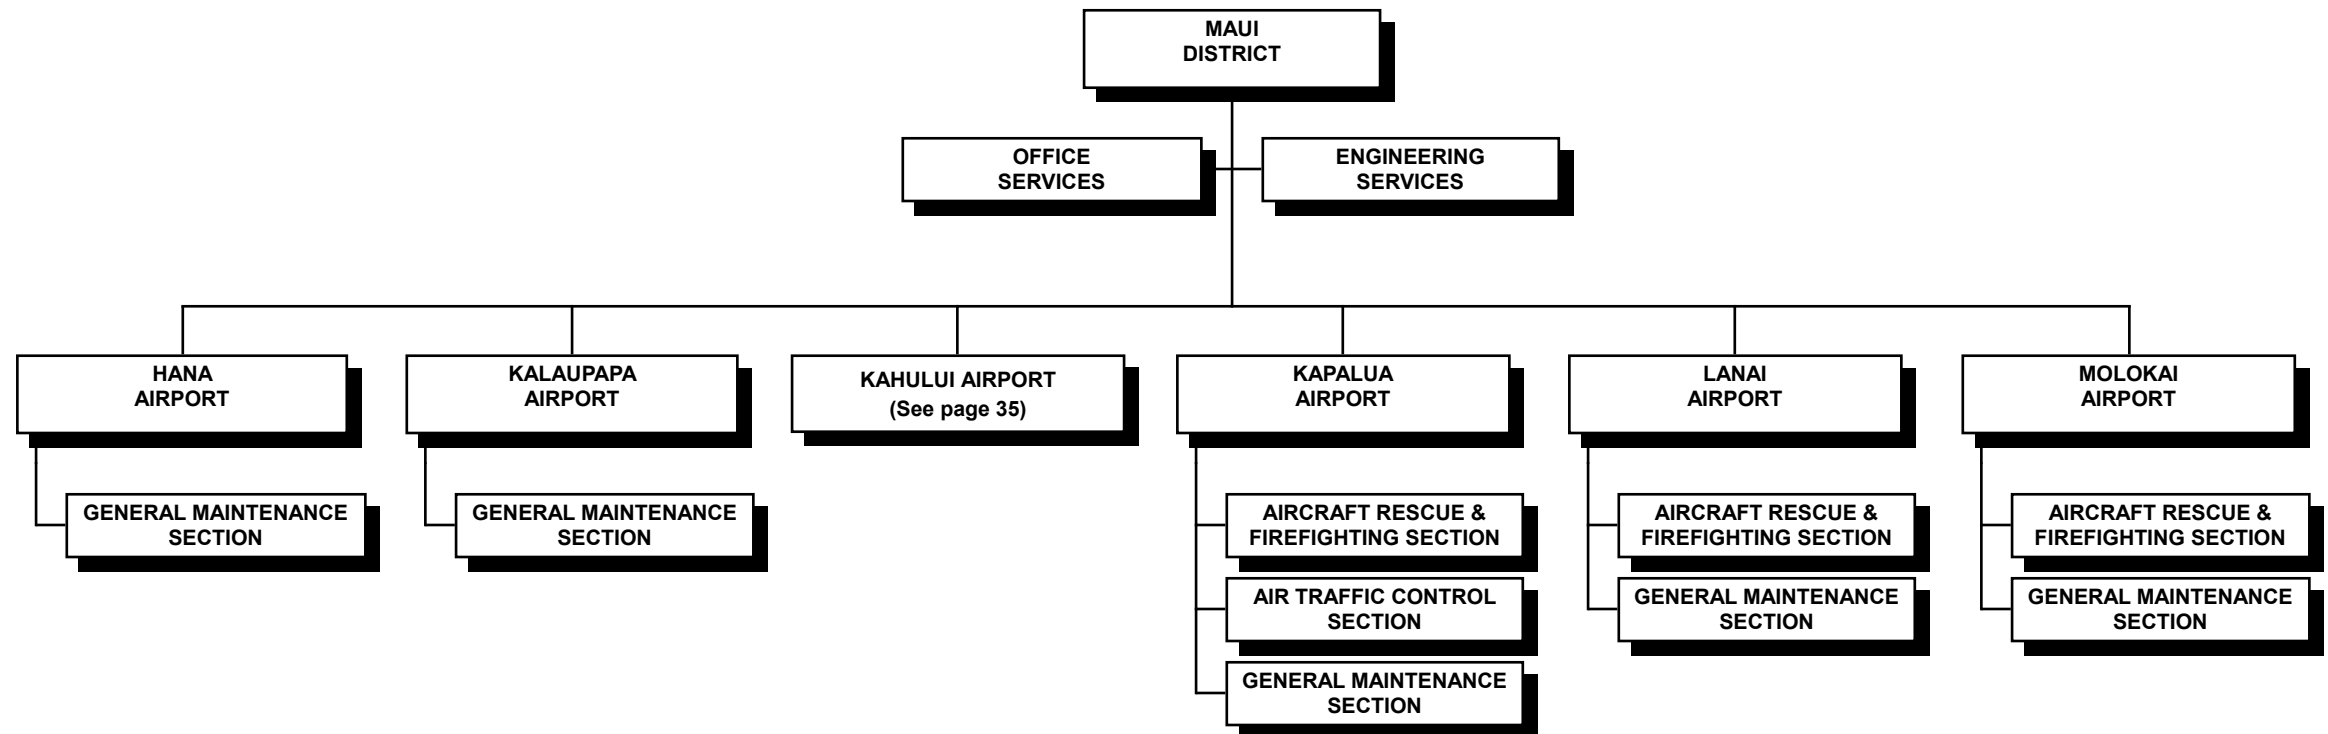 MAUI
DISTRICT
OFFICE
SERVICES
ENGINEERING
SERVICES
HANA
AIRPORT
KALAUPAPA
AIRPORT
KAHULUI AIRPORT
(See page 35)
KAPALUA
AIRPORT
LANAI
AIRPORT
MOLOKAI
AIRPORT
GENERAL MAINTENANCE
SECTION
GENERAL MAINTENANCE
SECTION
AIRCRAFT RESCUE &
FIREFIGHTING SECTION
AIR TRAFFIC CONTROL
SECTION
GENERAL MAINTENANCE
SECTION
AIRCRAFT RESCUE &
FIREFIGHTING SECTION
GENERAL MAINTENANCE
SECTION
AIRCRAFT RESCUE &
FIREFIGHTING SECTION
GENERAL MAINTENANCE
SECTION